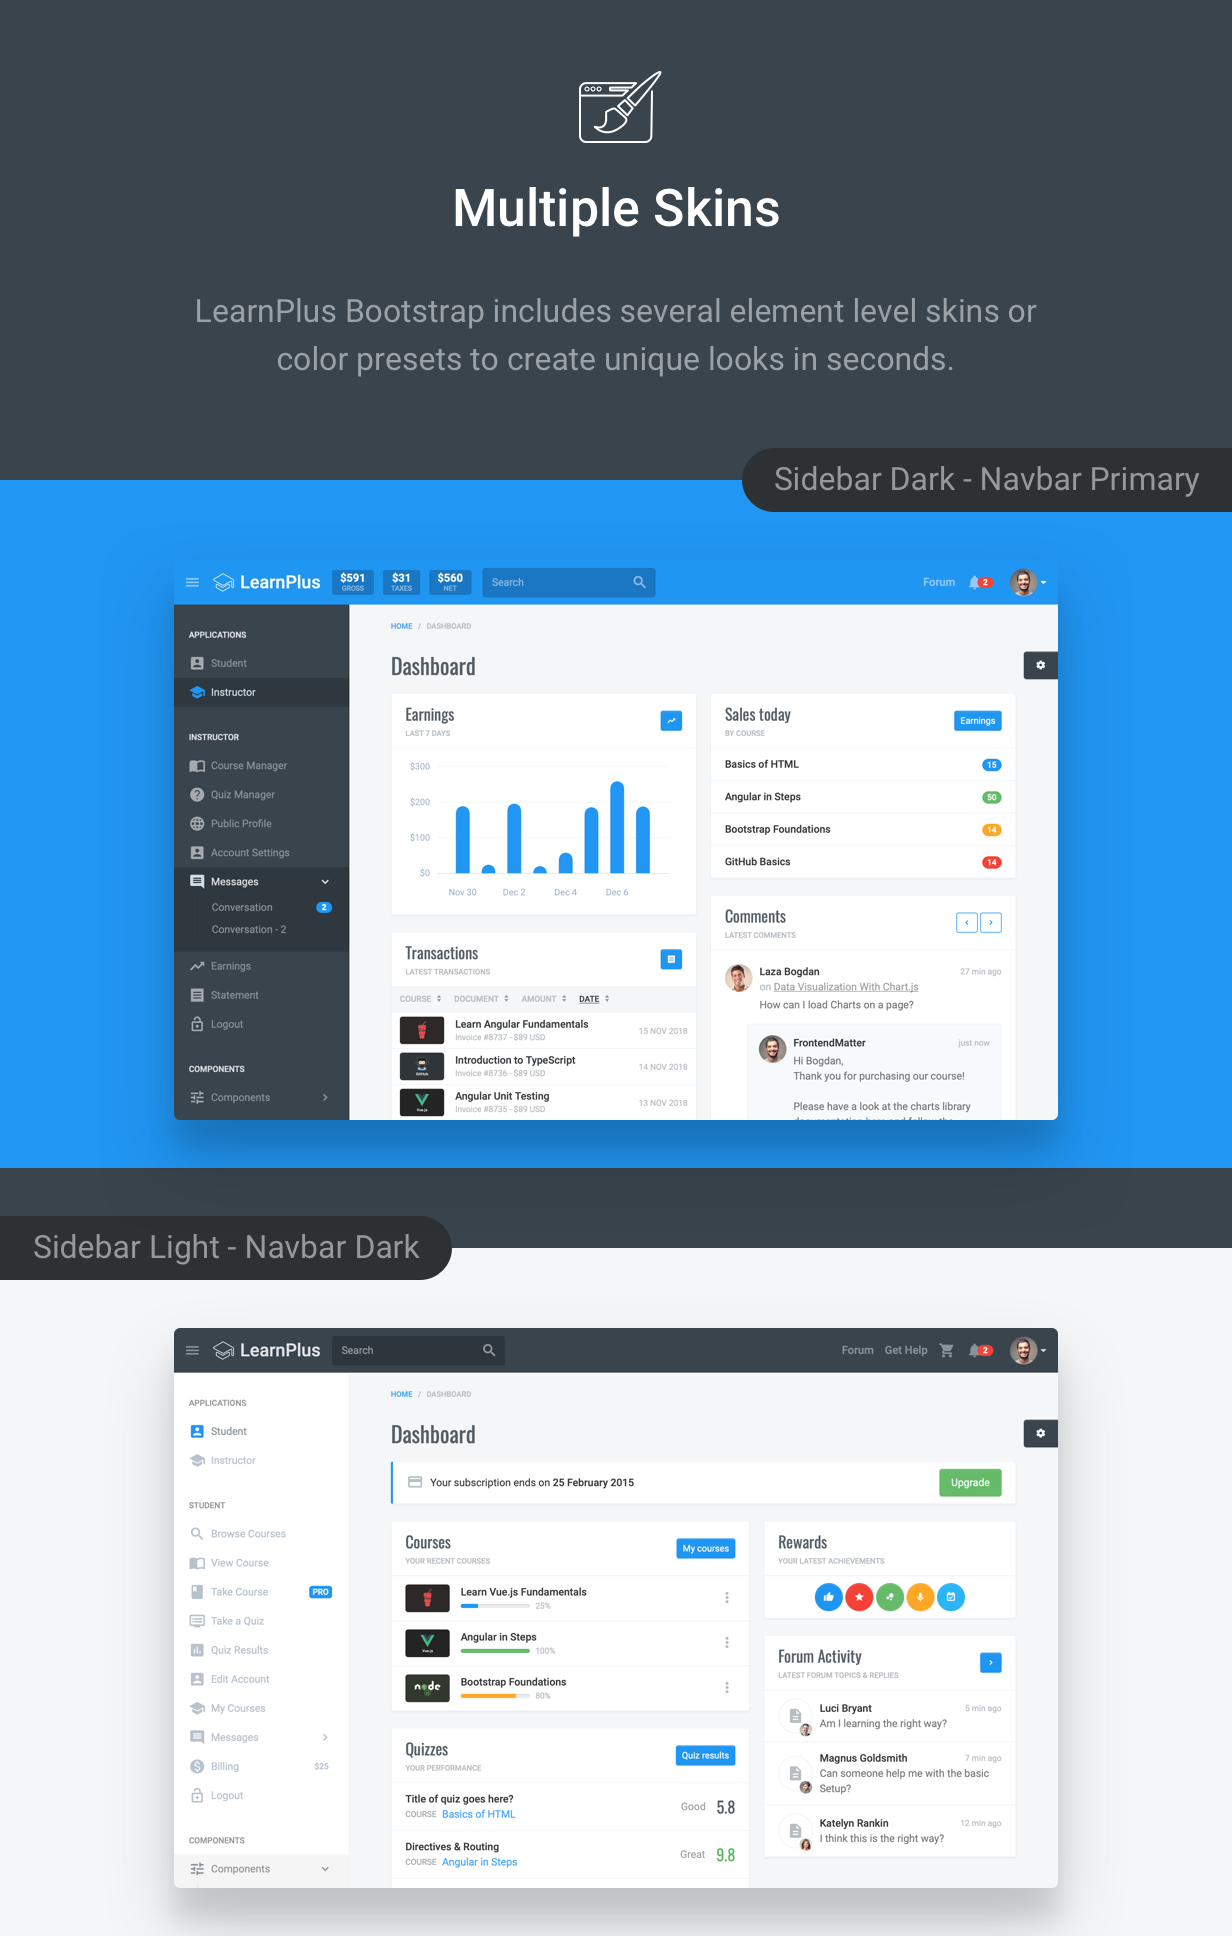 Multiple Skins
LearnPlus Bootstrap includes several element level skins or
color presets to create unique looks in seconds.
Sidebar Dark - Navbar Primary
LearnPlus
$591
GROSS
$31
TAXES
$560
NET
Search
Forum
2
APPLICATIONS
Student
Instructor
INSTRUCTOR
Course Manager
Quiz Manager
Public Profile
Account Settings
Messages
Conversation 2
Conversation - 2
Earnings
Statement
Logout
COMPONENTS
Components
HOME / DASHBOARD
Dashboard
Earnings
LAST 7 DAYS
$300
$200
$100
$0
Nov 30 Dec 2 Dec 4 Dec 6
Transactions
LATEST TRANSACTIONS
COURSE DOCUMENT AMOUNT DATE
Learn Angular Fundamentals
Invoice #8737 - $89 USD
15 NOV 2018
GitHub
Introduction to TypeScript
Invoice #8736 - $89 USD
14 NOV 2018
Vue.js
Angular Unit Testing
Invoice #8735 - $89 USD
13 NOV 2018
Sales today
BY COURSE
Earnings
Basics of HTML 15
Angular in Steps 50
Bootstrap Foundations 14
GitHub Basics 14
Comments
LATEST COMMENTS
Laza Bogdan 27 min ago
on Data Visualization With Chart.js
How can I load Charts on a page?
FrontendMatter just now
Hi Bogdan,
Thank you for purchasing our course!
Please have a look at the charts library
Sidebar Light - Navbar Dark
LearnPlus
Search
Forum Get Help
2
APPLICATIONS
Student
Instructor
STUDENT
Browse Courses
View Course
Take Course PRO
Take a Quiz
Quiz Results
Edit Account
My Courses
Messages
Billing $25
Logout
COMPONENTS
Components
HOME / DASHBOARD
Dashboard
Your subscription ends on 25 February 2015
Upgrade
Courses
YOUR RECENT COURSES
My courses
Learn Vue.js Fundamentals
25%
Vue.js
Angular in Steps
100%
node
Bootstrap Foundations
80%
Quizzes
YOUR PERFORMANCE
Quiz results
Title of quiz goes here?
COURSE Basics of HTML
Good 5.8
Directives & Routing
COURSE Angular in Steps
Great 9.8
Rewards
YOUR LATEST ACHIEVEMENTS
Forum Activity
LATEST FORUM TOPICS & REPLIES
Luci Bryant 5 min ago
Am I learning the right way?
Magnus Goldsmith 7 min ago
Can someone help me with the basic
Setup?
Katelyn Rankin 12 min ago
I think this is the right way?